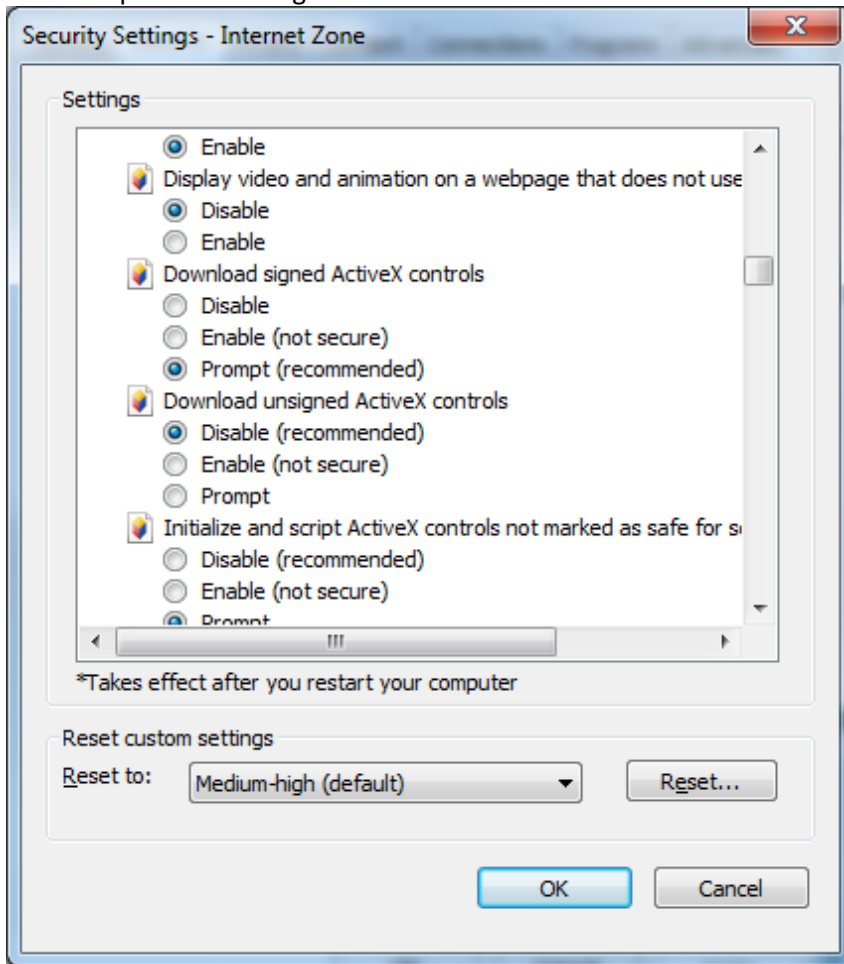 Security Settings - Internet Zone
Settings
Enable
Display video and animation on a webpage that does not use
Disable
Enable
Download signed ActiveX controls
Disable
Enable (not secure)
Prompt (recommended)
Download unsigned ActiveX controls
Disable (recommended)
Enable (not secure)
Prompt
Initialize and script ActiveX controls not marked as safe for
Disable (recommended)
Enable (not secure)
Prompt
*Takes effect after you restart your computer
Reset custom settings
Reset to: Medium-high (default) Reset...
OK Cancel